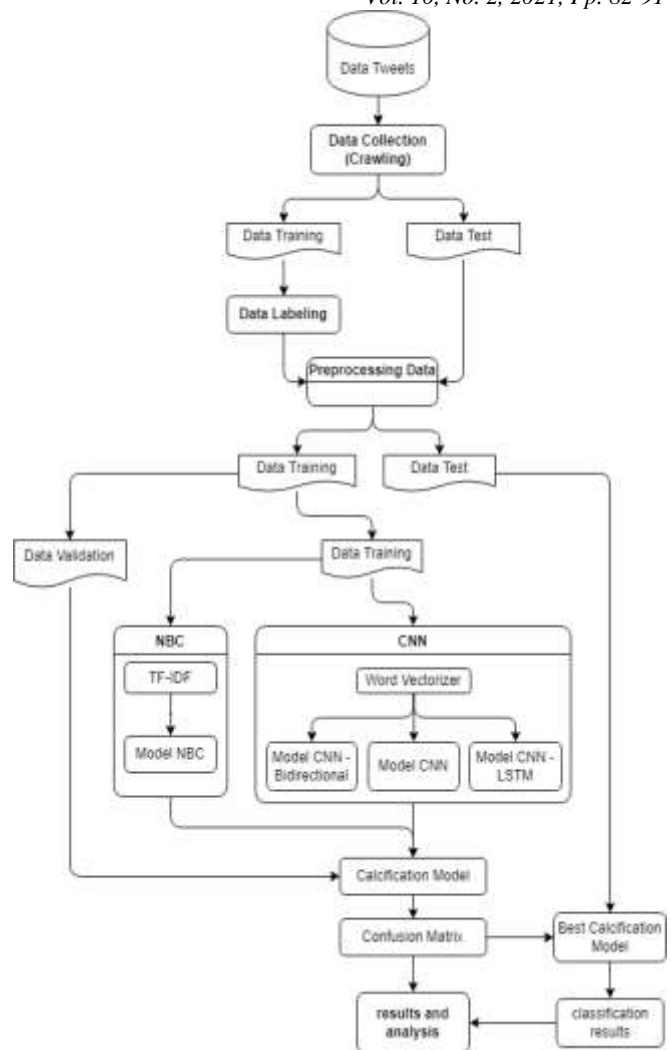 Vol. 10, No. 2, 2021, Pp. 82-91
Data Tweets
Data Collection
(Crawling)
Data Training
Data Test
Data Labeling
Preprocessing Data
Data Training
Data Test
Data Validation
Data Training
NBC
CNN
TF-IDF
Word Vectorizer
Model NBC
Model CNN -
Bidirectional
Model CNN
Model CNN -
LSTM
Calcification Model
Confusion Matrix
Best Calcification
Model
results and
analysis
classification
results